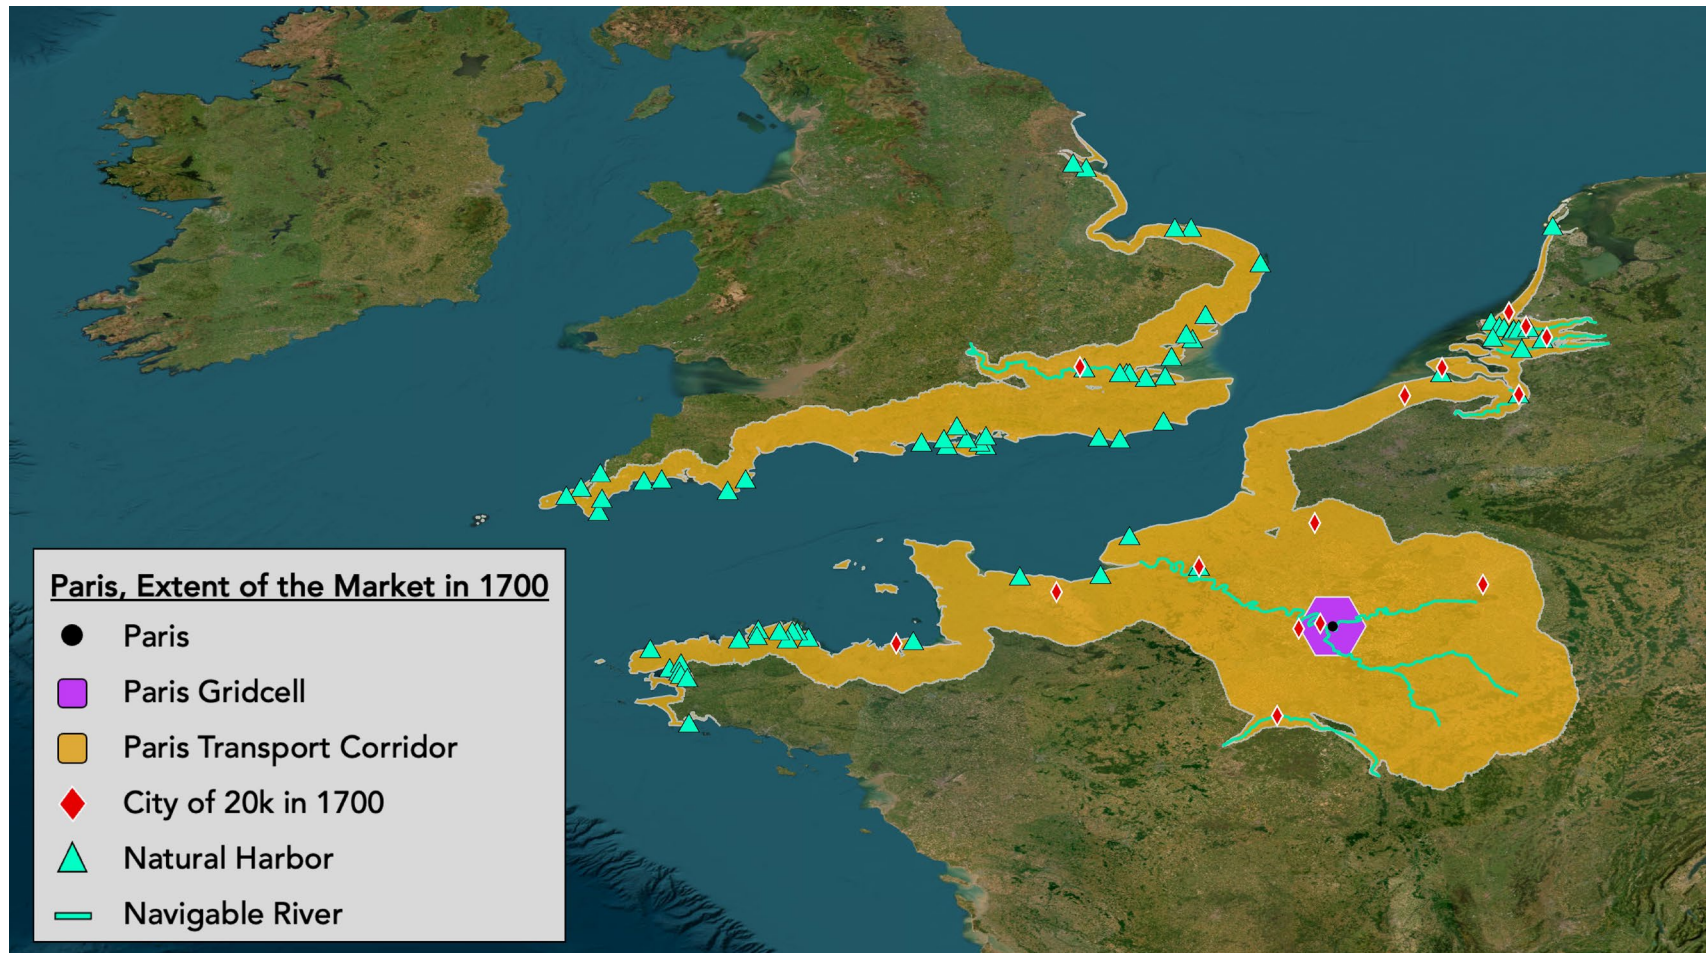 Paris, Extent of the Market in 1700
Paris
Paris Gridcell
Paris Transport Corridor
City of 20k in 1700
Natural Harbor
Navigable River